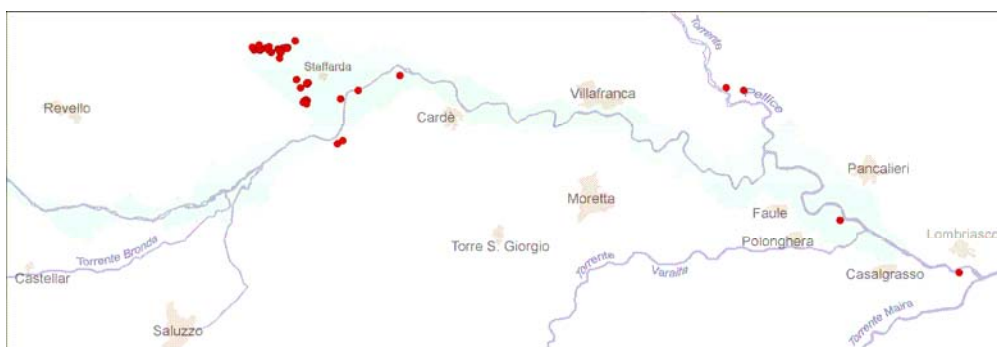 Torrente
Staffarda
Revello
Villafranca
Pellice
Cardè
Pancalieri
Moretta
Faule
Lombriasco
Torre S. Giorgio
Polonghera
Torrente Bronda
Torrente
Varaita
Castellar
Casalgrasso
Torrente Maira
Saluzzo